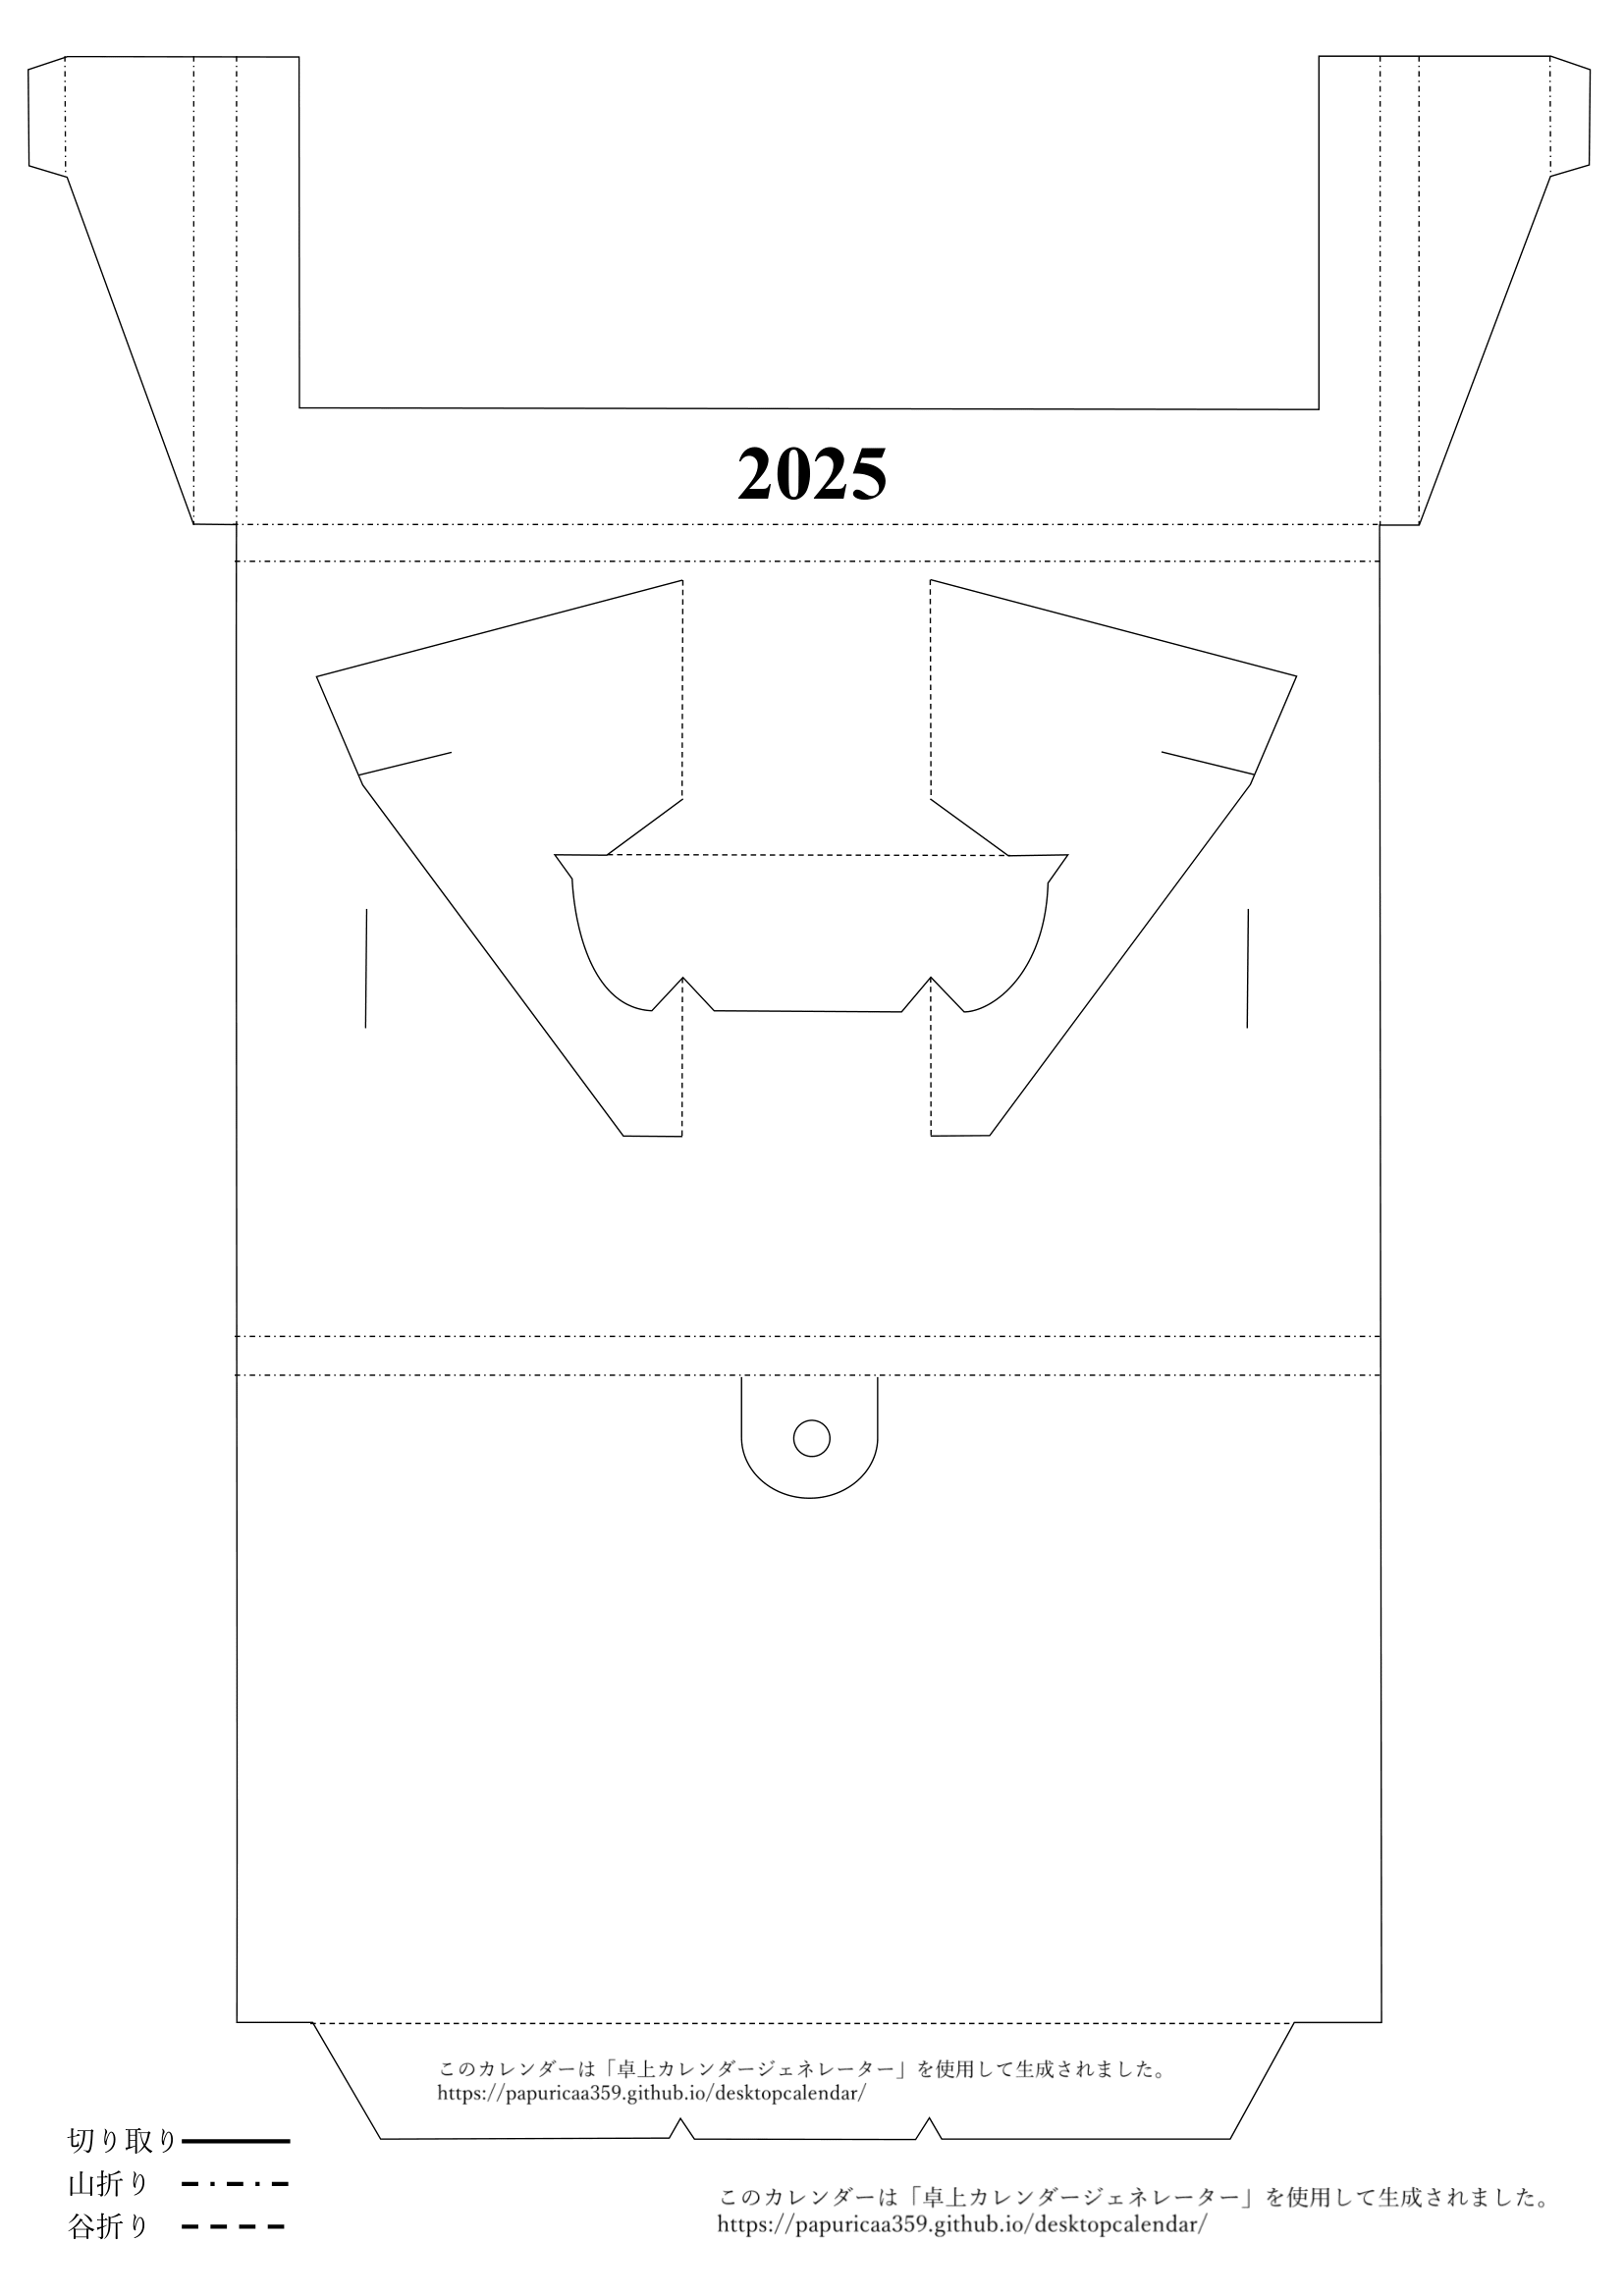 2025
このカレンダーは「卓上カレンダージェネレーター」を使用して生成されました。
https://papuricaa359.github.io/desktopcalendar/
切り取り
山折り
谷折り
このカレンダーは「卓上カレンダージェネレーター」を使用して生成されました。
https://papuricaa359.github.io/desktopcalendar/